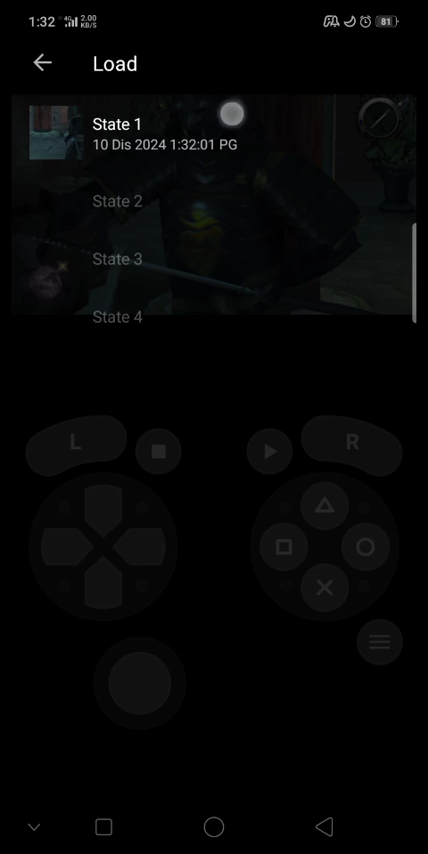 1:32 4G 2.00 KB/S 81
Load
State 1
10 Dis 2024 1:32:01 PG
State 2
State 3
State 4
L R